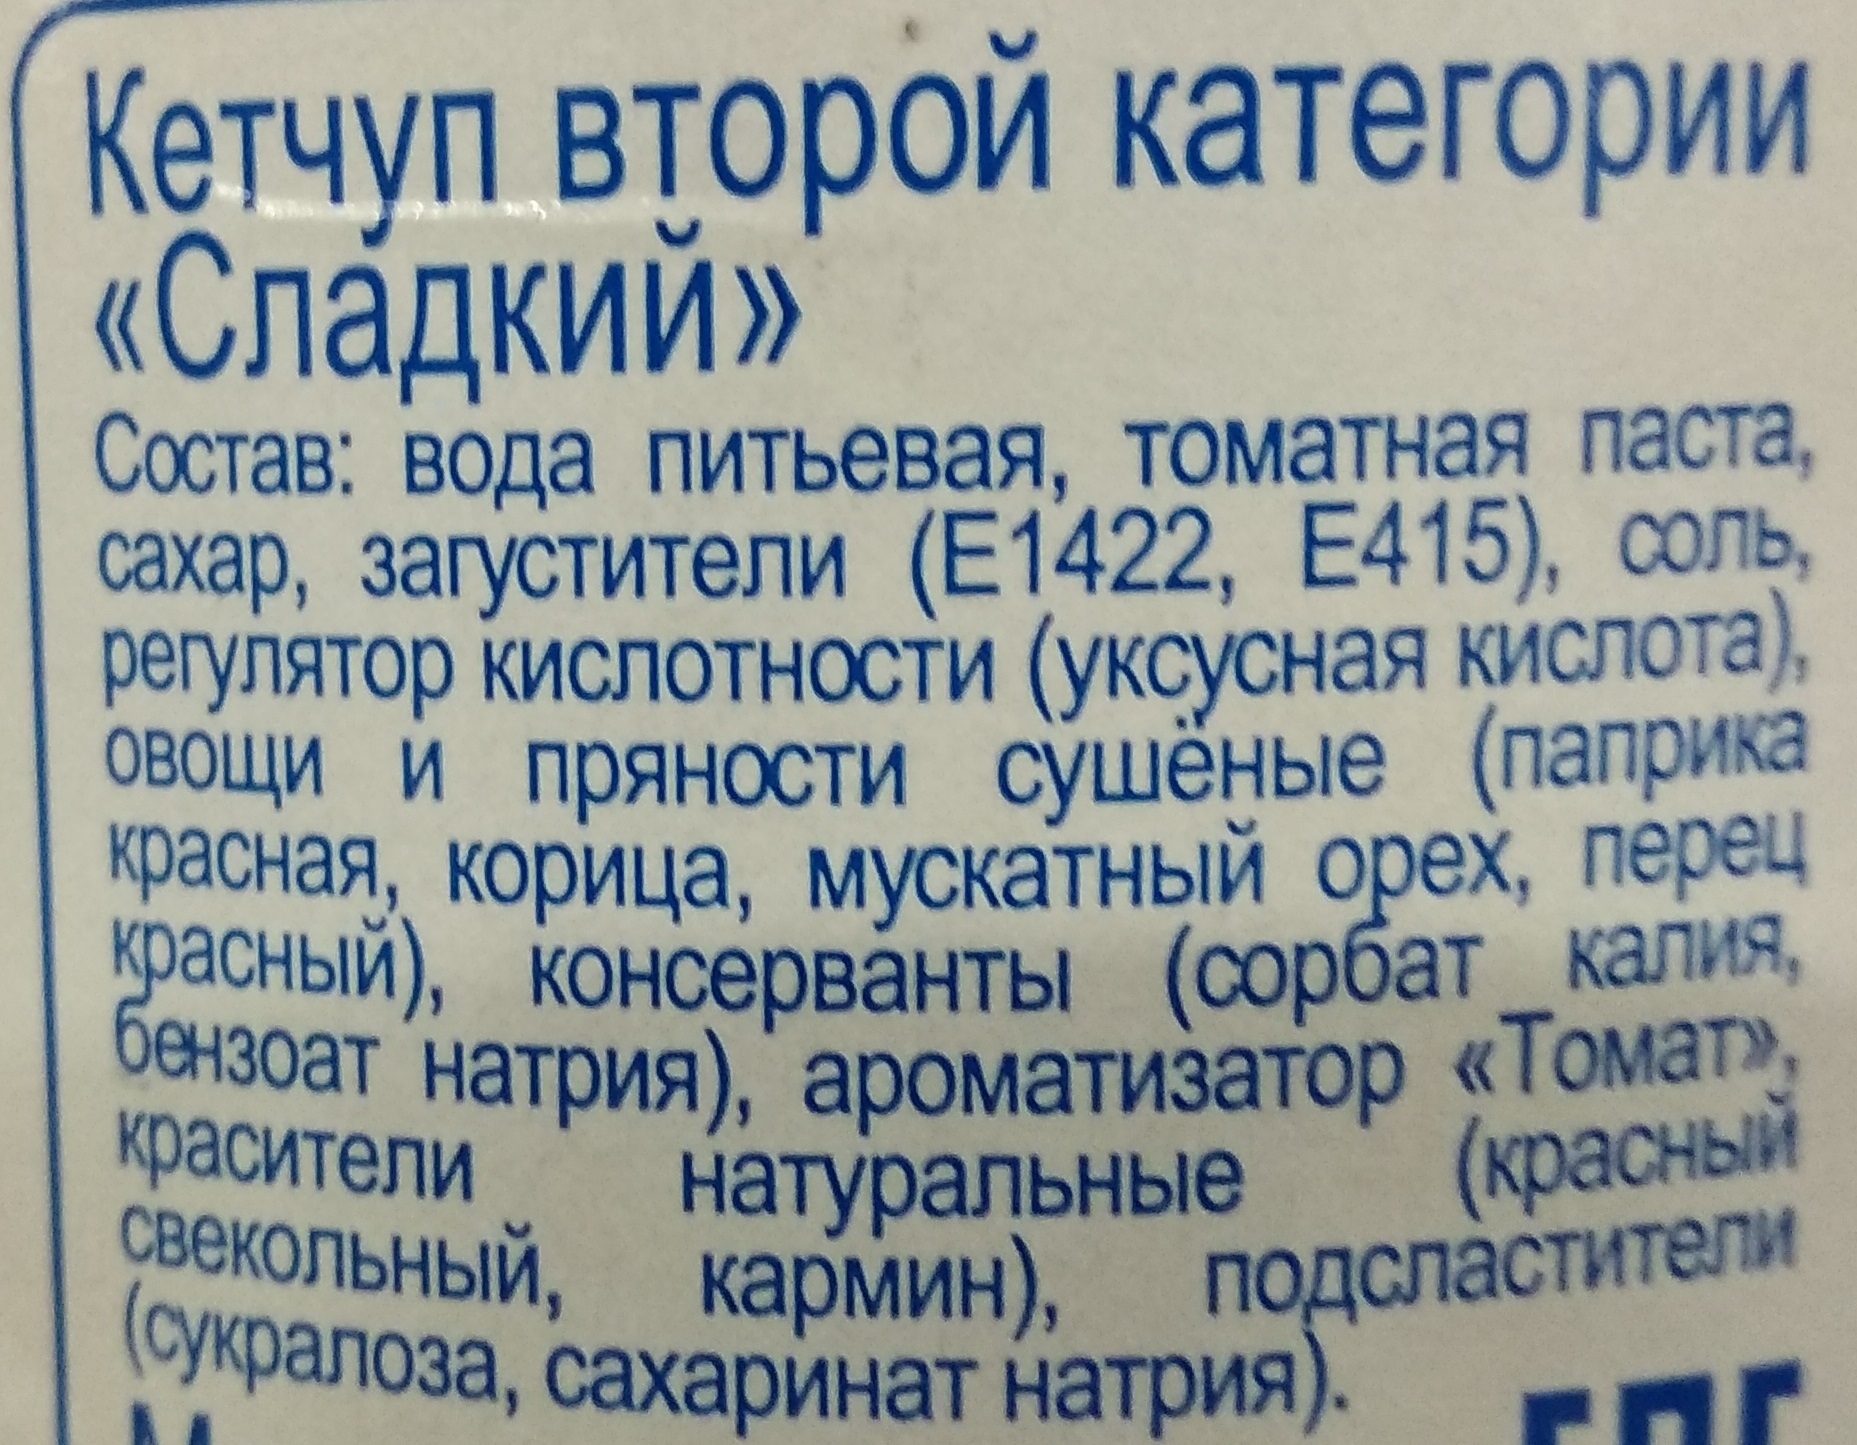 Кетчуп второй категории
«Сладкий»
Состав: вода питьевая, томатная паста,
сахар, загустители (Е1422, Е415), соль,
регулятор кислотности (уксусная кислота),
овощи и пряности сушёные (паприка
красная, корица, мускатный орех, перец
красный), консерванты (сорбат калия,
бензоат натрия), ароматизатор «Томат»,
красители натуральные (красный
свекольный, кармин), подсластители
(сукралоза, сахаринат натрия).